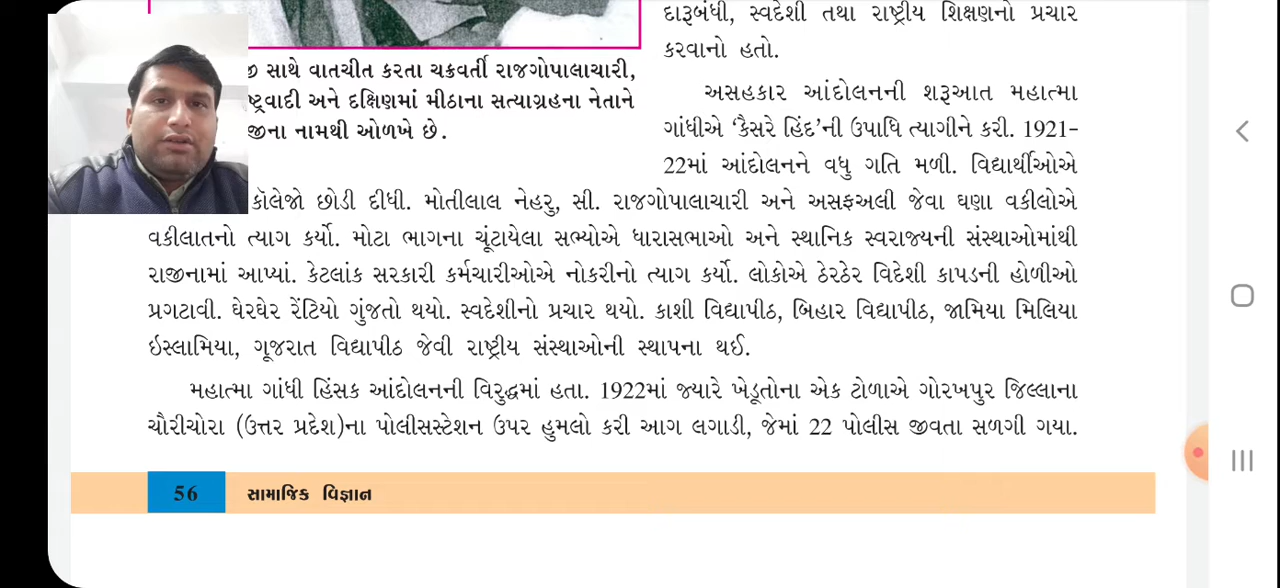 સાથે વાતચીત કરતા ચક્રવર્તી રાજગોપાલાચારી,
અને દક્ષિણમાં મીઠાના સત્યાગ્રહના નેતાને
નામથી ઓળખે છે.
દારૂબંધી, સ્વદેશી તથા રાષ્ટ્રીય શિક્ષણનો પ્રચાર
કરવાનો હતો.
અસહકાર આંદોલનની શરૂઆત મહાત્મા
ગાંધીએ ‘કૈસરે હિંદ’ની ઉપાધિ ત્યાગીને કરી. 1921-
22માં આંદોલનને વધુ ગતિ મળી. વિદ્યાર્થીઓએ
કૉલેજો છોડી દીધી. મોતીલાલ નેહરુ, સી. રાજગોપાલાચારી અને અસફઅલી જેવા ઘણા વકીલોએ
વકીલાતનો ત્યાગ કર્યો. મોટા ભાગના ચૂંટાયેલા સભ્યોએ ધારાસભાઓ અને સ્થાનિક સ્વરાજ્યની સંસ્થાઓમાંથી
રાજીનામાં આપ્યાં. કેટલાંક સરકારી કર્મચારીઓએ નોકરીનો ત્યાગ કર્યો. લોકોએ ઠેરઠેર વિદેશી કાપડની હોળીઓ
પ્રગટાવી. ઘેરઘેર રેંટિયો ગુંજતો થયો. સ્વદેશીનો પ્રચાર થયો. કાશી વિદ્યાપીઠ, બિહાર વિદ્યાપીઠ, જામિયા મિલિયા
ઇસ્લામિયા, ગૂજરાત વિદ્યાપીઠ જેવી રાષ્ટ્રીય સંસ્થાઓની સ્થાપના થઈ.
મહાત્મા ગાંધી હિંસક આંદોલનની વિરુદ્ધમાં હતા. 1922માં જ્યારે ખેડૂતોના એક ટોળાએ ગોરખપુર જિલ્લાના
ચૌરીચોરા (ઉત્તર પ્રદેશ)ના પોલીસસ્ટેશન ઉપર હુમલો કરી આગ લગાડી, જેમાં 22 પોલીસ જીવતા સળગી ગયા.
56 સામાજિક વિજ્ઞાન